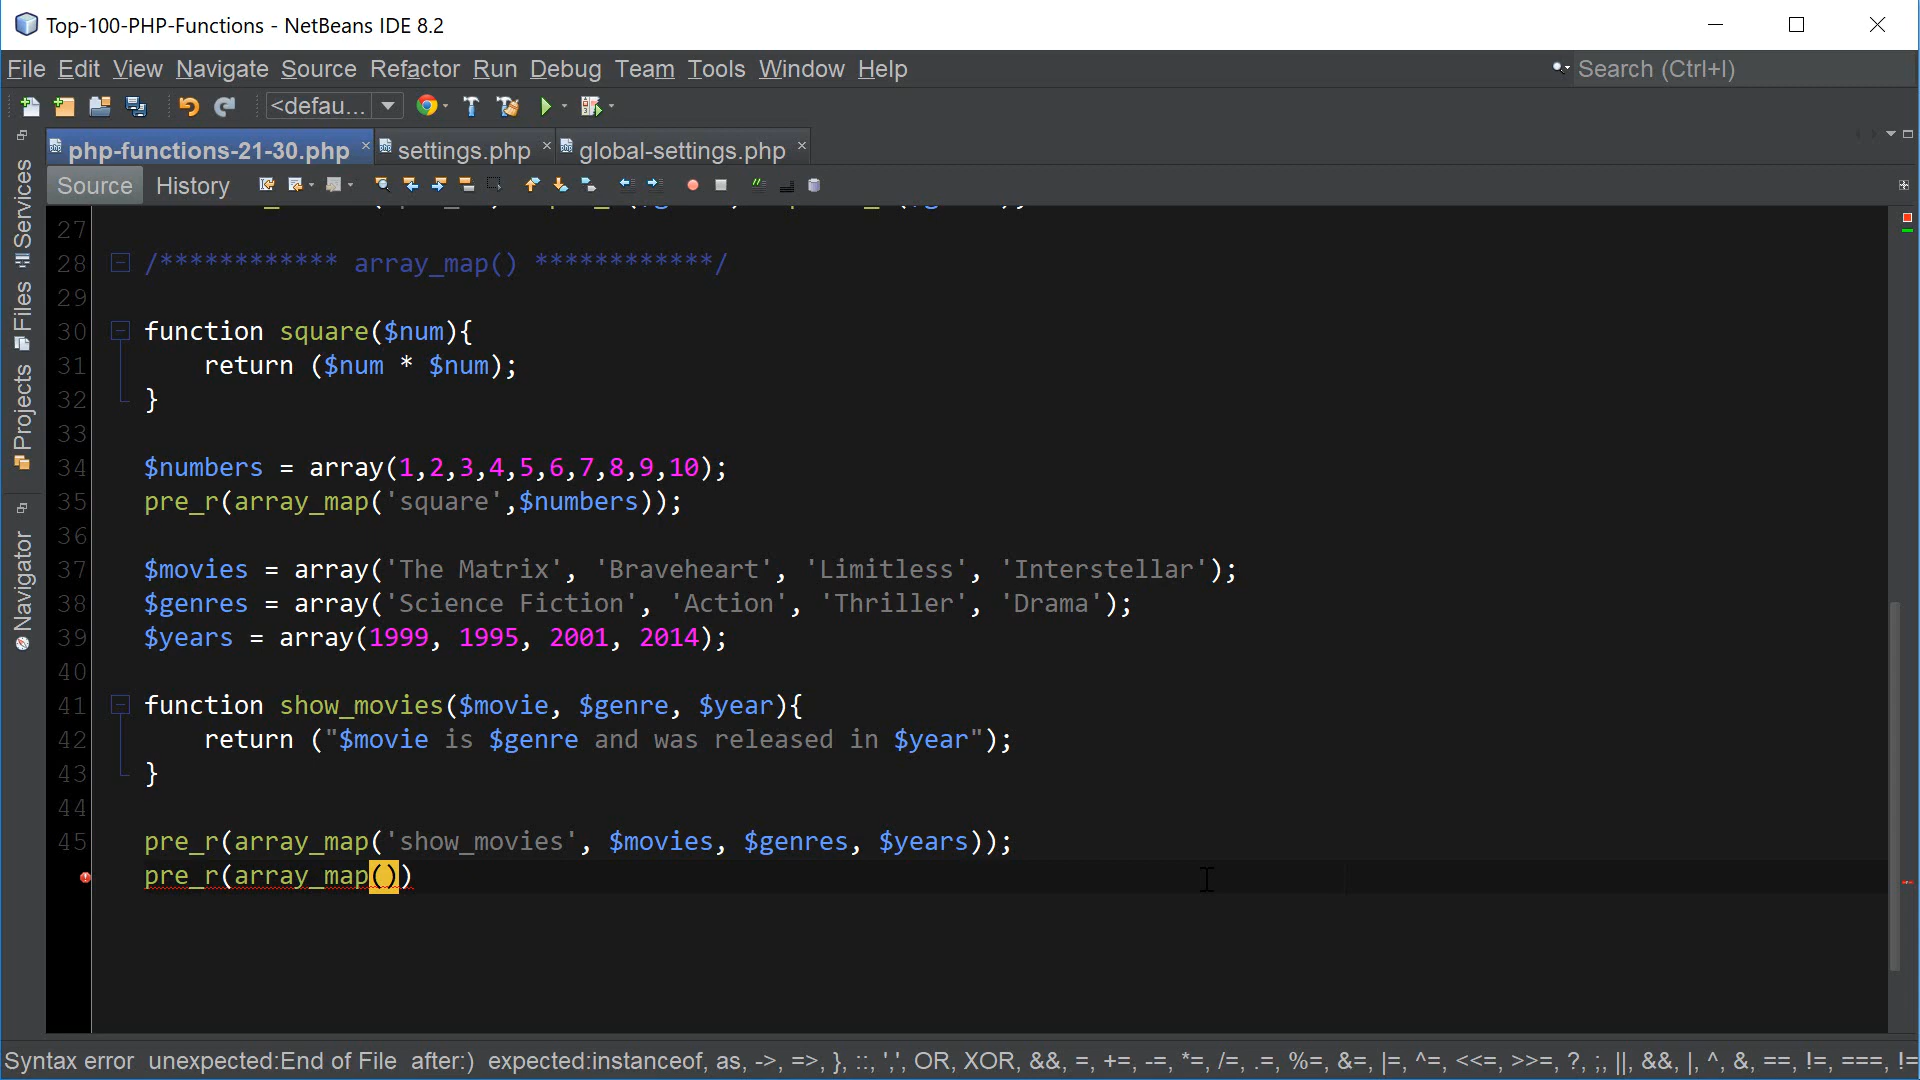 Top-100-PHP-Functions - NetBeans IDE 8.2
File Edit View Navigate Source Refactor Run Debug Team Tools Window Help
Search (Ctrl+I)
<defau...
php-functions-21-30.php
settings.php
global-settings.php
Source
History
Services
Files
Projects
Navigator
27
28 /************ array_map() ************/
29
30 function square($num){
31 return ($num * $num);
32 }
33
34 $numbers = array(1,2,3,4,5,6,7,8,9,10);
35 pre_r(array_map('square',$numbers));
36
37 $movies = array('The Matrix', 'Braveheart', 'Limitless', 'Interstellar');
38 $genres = array('Science Fiction', 'Action', 'Thriller', 'Drama');
39 $years = array(1999, 1995, 2001, 2014);
40
41 function show_movies($movie, $genre, $year){
42 return ("$movie is $genre and was released in $year");
43 }
44
45 pre_r(array_map('show_movies', $movies, $genres, $years));
pre_r(array_map())
Syntax error unexpected:End of File after:) expected:instanceof, as, ->, =>, }, ::, ',', OR, XOR, &&, =, +=, -=, *=, /=, .=, %=, &=, |=, ^=, <<=, >>=, ?, ;, ||, &&, |, ^, &, ==, !=, ===, !=